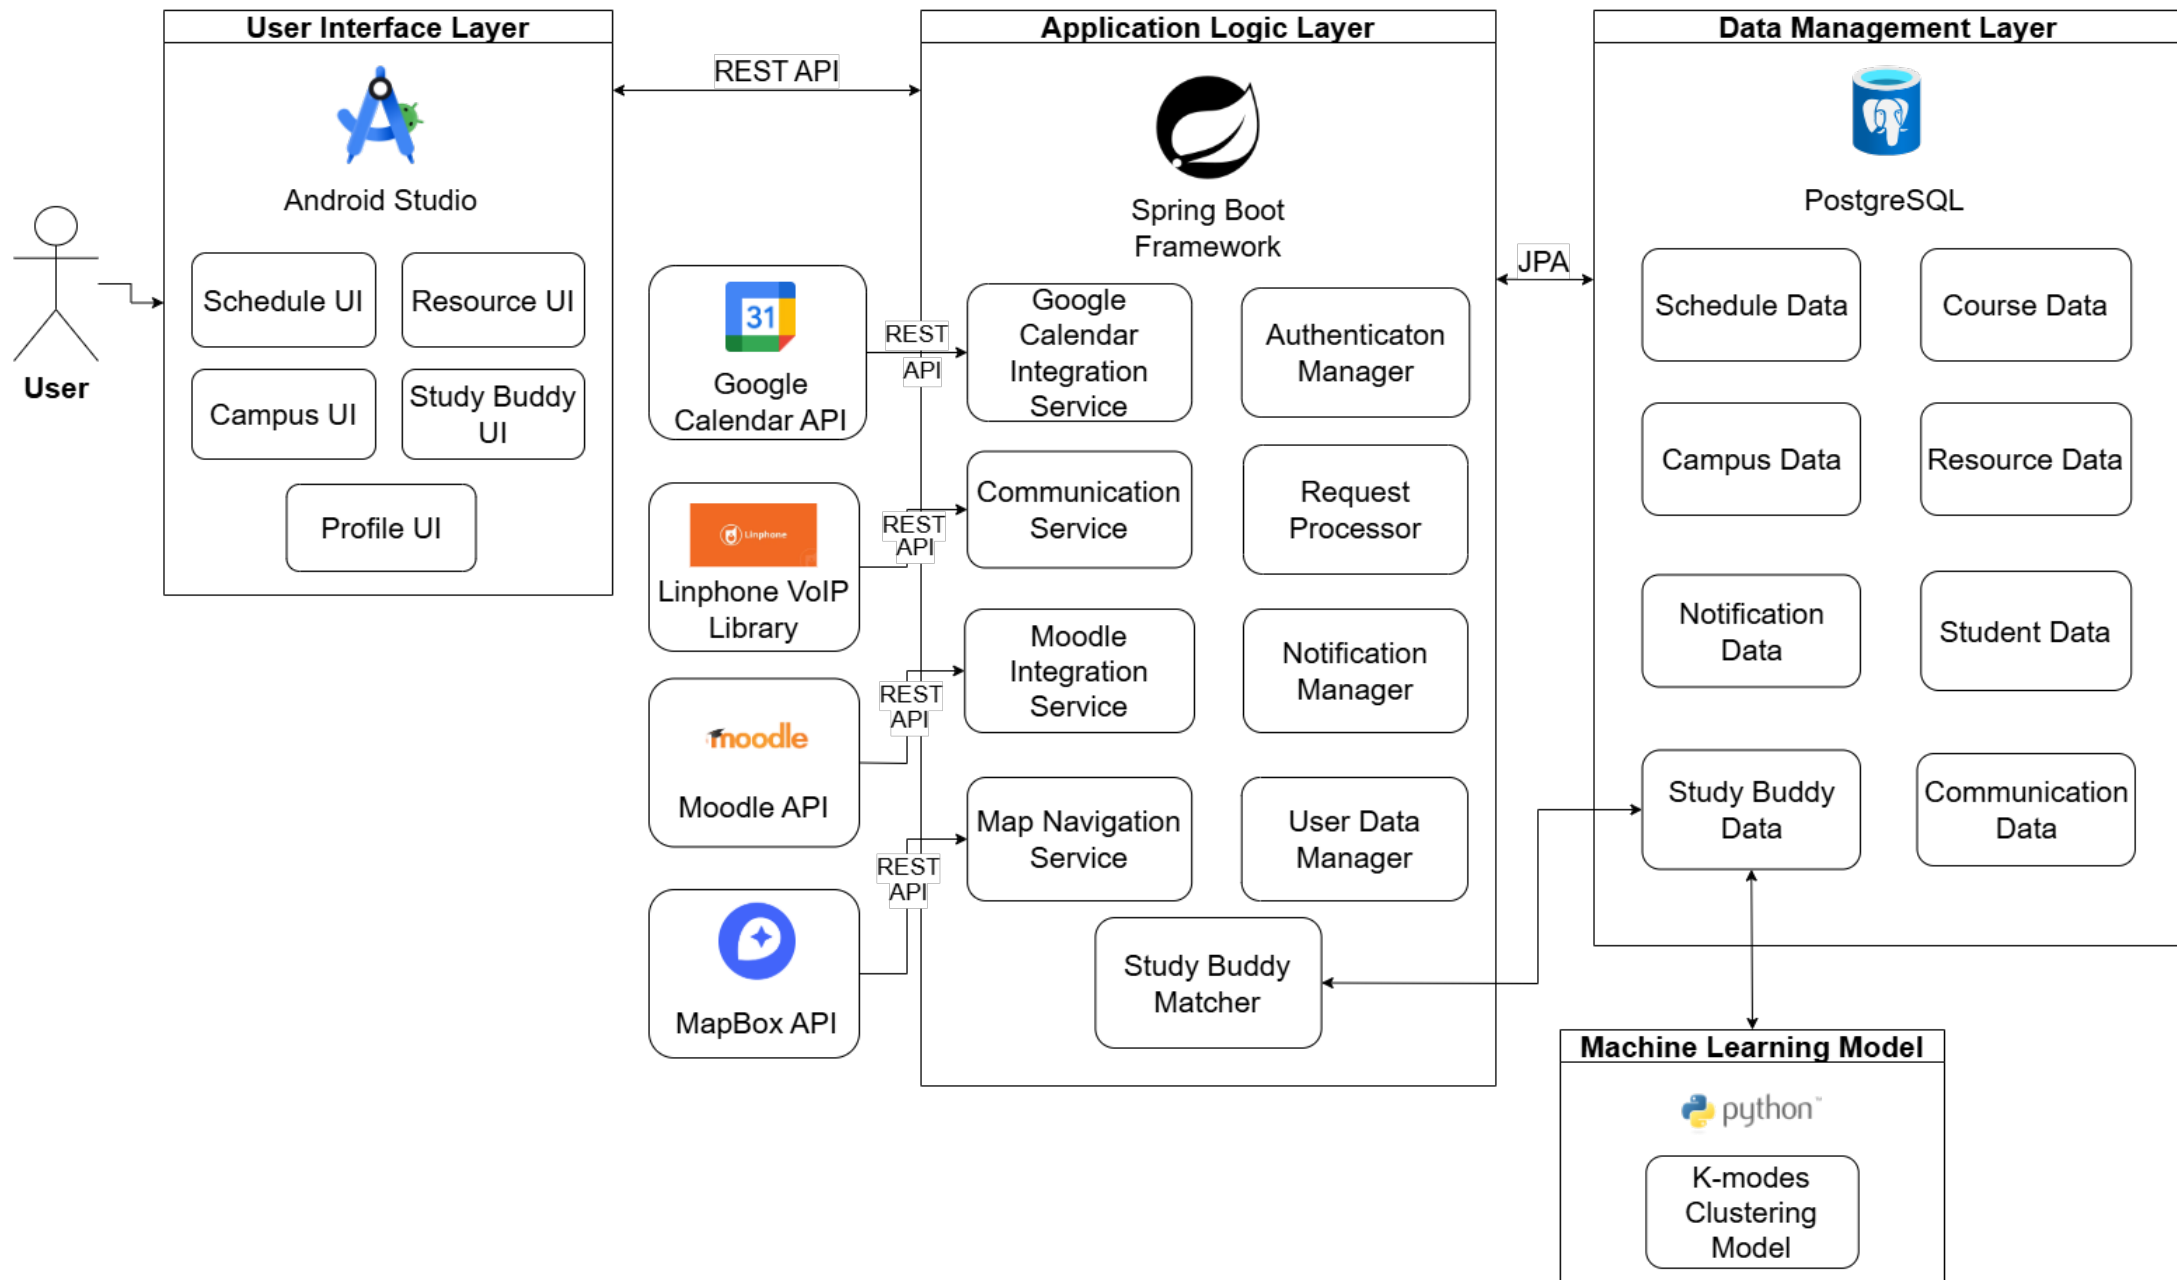 User Interface Layer
Android Studio
Schedule UI
Resource UI
Campus UI
Study Buddy
UI
Profile UI
User
REST API
Application Logic Layer
Spring Boot
Framework
31
Google
Calendar API
REST
API
Google
Calendar
Integration
Service
Authenticaton
Manager
Linphone
Linphone VoIP
Library
REST
API
Communication
Service
Request
Processor
moodle
Moodle API
REST
API
Moodle
Integration
Service
Notification
Manager
MapBox API
REST
API
Map Navigation
Service
User Data
Manager
Study Buddy
Matcher
JPA
Data Management Layer
PostgreSQL
Schedule Data
Course Data
Campus Data
Resource Data
Notification
Data
Student Data
Study Buddy
Data
Communication
Data
Machine Learning Model
python™
K-modes
Clustering
Model